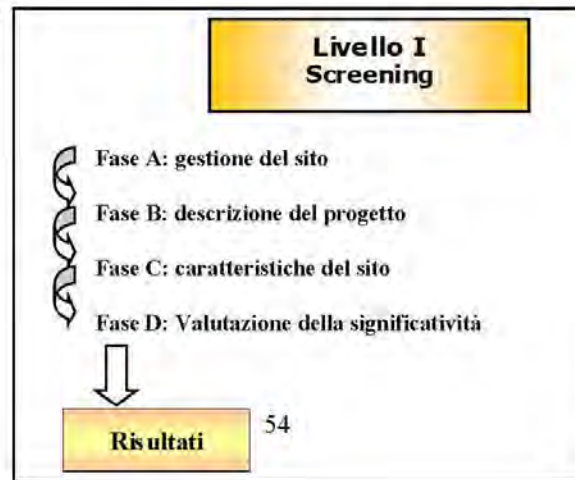 Livello I
Screening
Fase A: gestione del sito
Fase B: descrizione del progetto
Fase C: caratteristiche del sito
Fase D: Valutazione della significatività
Risultati
54